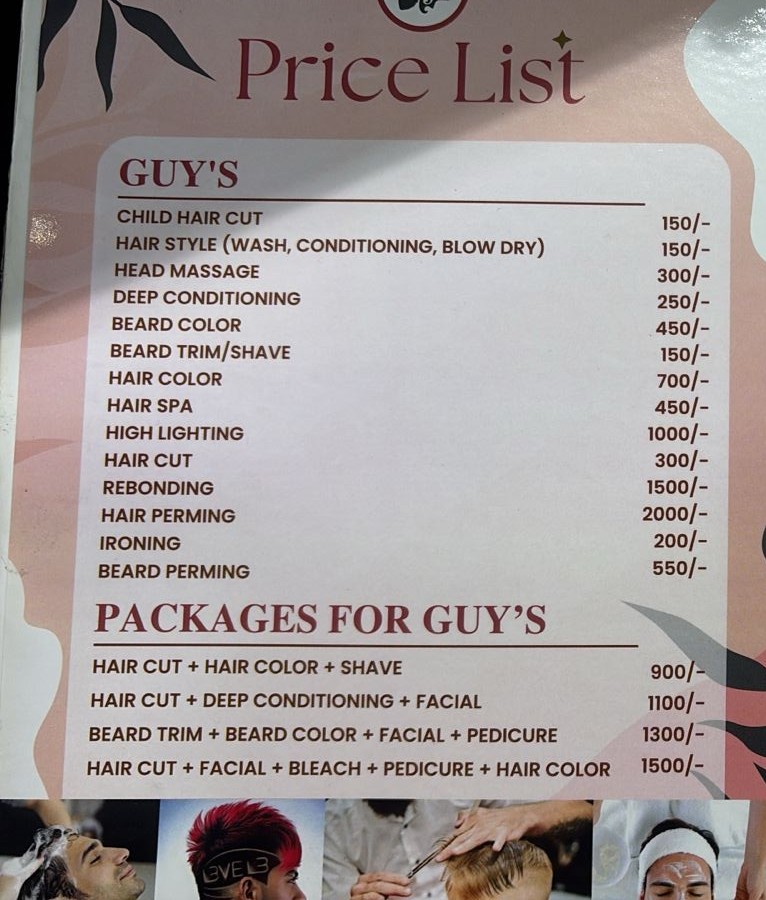 Price List
GUY'S
CHILD HAIR CUT 150/-
HAIR STYLE (WASH, CONDITIONING, BLOW DRY) 150/-
HEAD MASSAGE 300/-
DEEP CONDITIONING 250/-
BEARD COLOR 450/-
BEARD TRIM/SHAVE 150/-
HAIR COLOR 700/-
HAIR SPA 450/-
HIGH LIGHTING 1000/-
HAIR CUT 300/-
REBONDING 1500/-
HAIR PERMING 2000/-
IRONING 200/-
BEARD PERMING 550/-
PACKAGES FOR GUY’S
HAIR CUT + HAIR COLOR + SHAVE 900/-
HAIR CUT + DEEP CONDITIONING + FACIAL 1100/-
BEARD TRIM + BEARD COLOR + FACIAL + PEDICURE 1300/-
HAIR CUT + FACIAL + BLEACH + PEDICURE + HAIR COLOR 1500/-